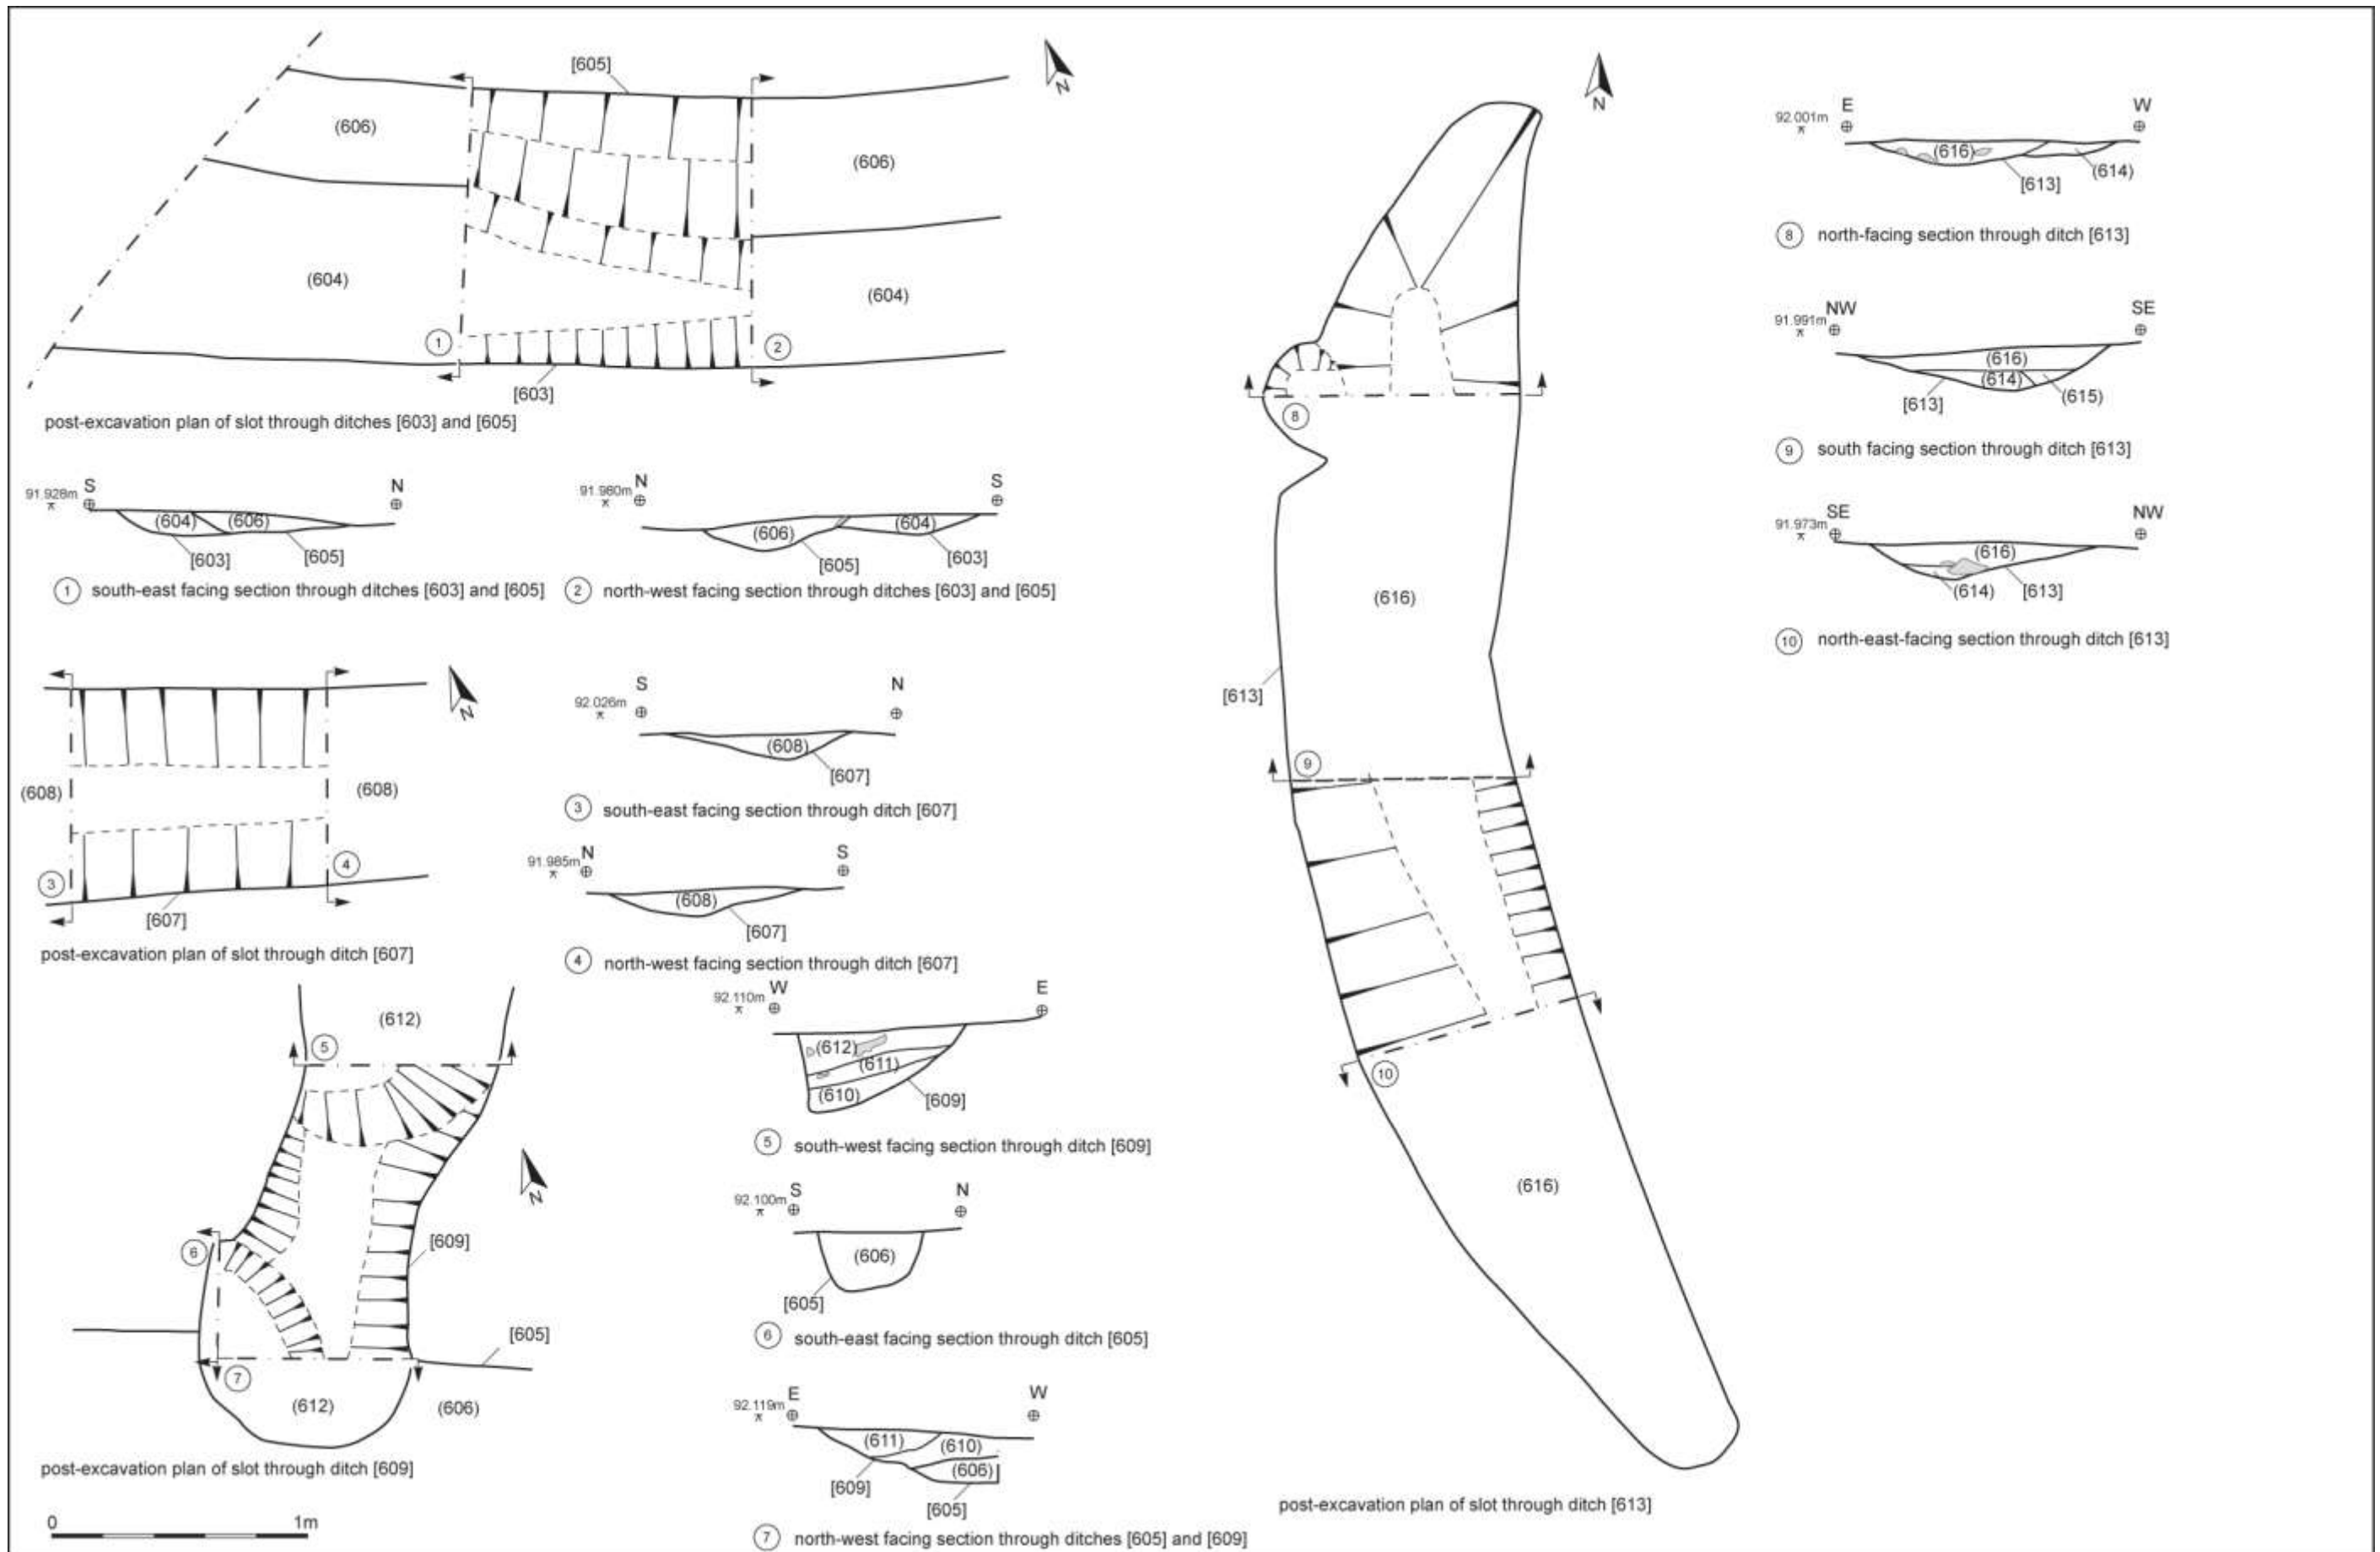 [605]
N
(606)
(606)
(604)
(604)
1
2
[603]
post-excavation plan of slot through ditches [603] and [605]
91.928m
S
N
(604)
(606)
[603]
[605]
1 south-east facing section through ditches [603] and [605]
91.980m
N
S
(606)
(604)
[605]
[603]
2 north-west facing section through ditches [603] and [605]
N
(608)
(608)
3
4
[607]
post-excavation plan of slot through ditch [607]
S
N
92.026m
(608)
[607]
3 south-east facing section through ditch [607]
N
S
91.985m
(608)
[607]
4 north-west facing section through ditch [607]
(612)
5
N
6
[609]
[605]
7
(612)
(606)
post-excavation plan of slot through ditch [609]
0
1m
92.110m
W
E
(612)
(611)
(610)
[609]
5 south-west facing section through ditch [609]
92.100m
S
N
(606)
[605]
6 south-east facing section through ditch [605]
92.119m
E
W
(611)
(610)
(606)
[609]
[605]
7 north-west facing section through ditches [605] and [609]
N
8
(616)
[613]
9
10
(616)
post-excavation plan of slot through ditch [613]
E
W
92.001m
(616)
(614)
[613]
8 north-facing section through ditch [613]
NW
SE
91.991m
(616)
(614)
(615)
[613]
9 south facing section through ditch [613]
SE
NW
91.973m
(616)
(614)
[613]
10 north-east-facing section through ditch [613]